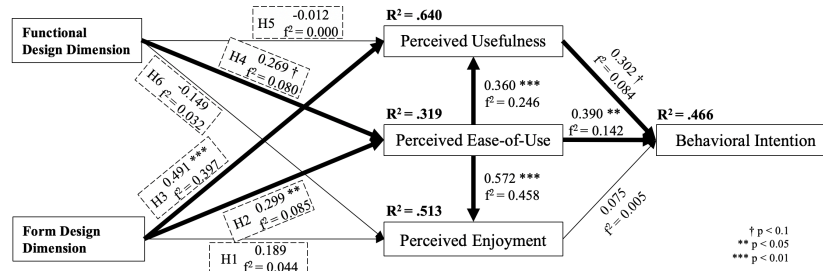 Functional
Design Dimension
Form Design
Dimension
H5 -0.012
f² = 0.000
H4 0.269 †
f² = 0.080
H6 -0.149
f² = 0.032
H3 0.491 ***
f² = 0.397
H2 0.299 **
f² = 0.085
H1 0.189
f² = 0.044
R² = .640
Perceived Usefulness
0.360 ***
f² = 0.246
R² = .319
Perceived Ease-of-Use
0.572 ***
f² = 0.458
R² = .513
Perceived Enjoyment
0.302 †
f² = 0.084
0.390 **
f² = 0.142
0.075
f² = 0.005
R² = .466
Behavioral Intention
† p < 0.1
** p < 0.05
*** p < 0.01